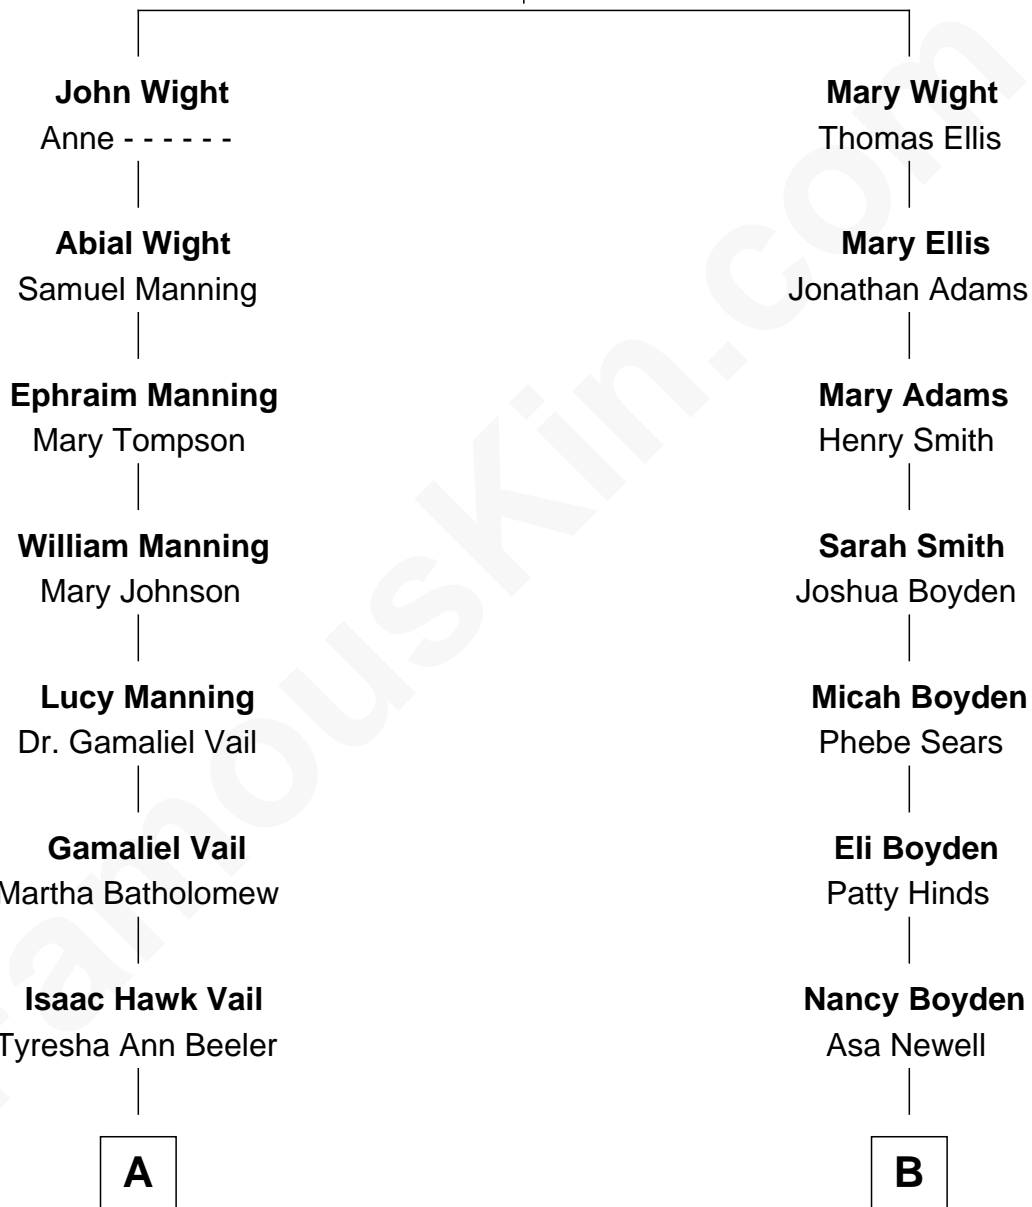 John Wight
Anne - - - - - -
Abial Wight
Samuel Manning
Ephraim Manning
Mary Tompson
William Manning
Mary Johnson
Lucy Manning
Dr. Gamaliel Vail
Gamaliel Vail
Martha Batholomew
Isaac Hawk Vail
Tyresha Ann Beeler
A
Mary Wight
Thomas Ellis
Mary Ellis
Jonathan Adams
Mary Adams
Henry Smith
Sarah Smith
Joshua Boyden
Micah Boyden
Phebe Sears
Eli Boyden
Patty Hinds
Nancy Boyden
Asa Newell
B
FamousKin.com